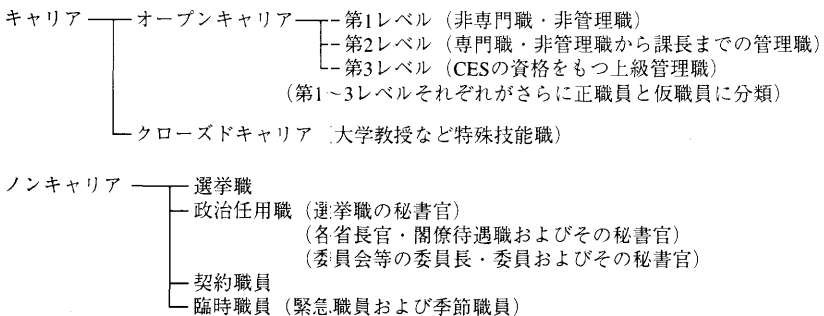 キャリア オープンキャリア 第1レベル（非専門職・非管理職）
第2レベル（専門職・非管理職から課長までの管理職）
第3レベル（CESの資格をもつ上級管理職）
（第1～3レベルそれぞれがさらに正職員と仮職員に分類）
クローズドキャリア（大学教授など特殊技能職）
ノンキャリア 選挙職
政治任用職（選挙職の秘書官）
（各省長官・閣僚待遇職およびその秘書官）
（委員会等の委員長・委員およびその秘書官）
契約職員
臨時職員（緊急職員および季節職員）